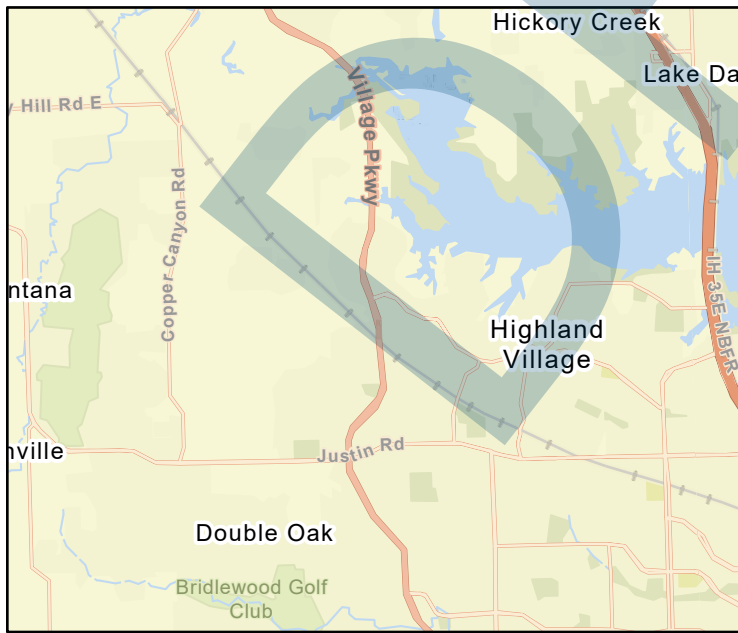 Hickory Creek
Lake Da
Village Pkwy
y Hill Rd E
Copper Canyon Rd
IH 35E NBFR
ntana
Highland
Village
nville
Justin Rd
Double Oak
Bridlewood Golf
Club